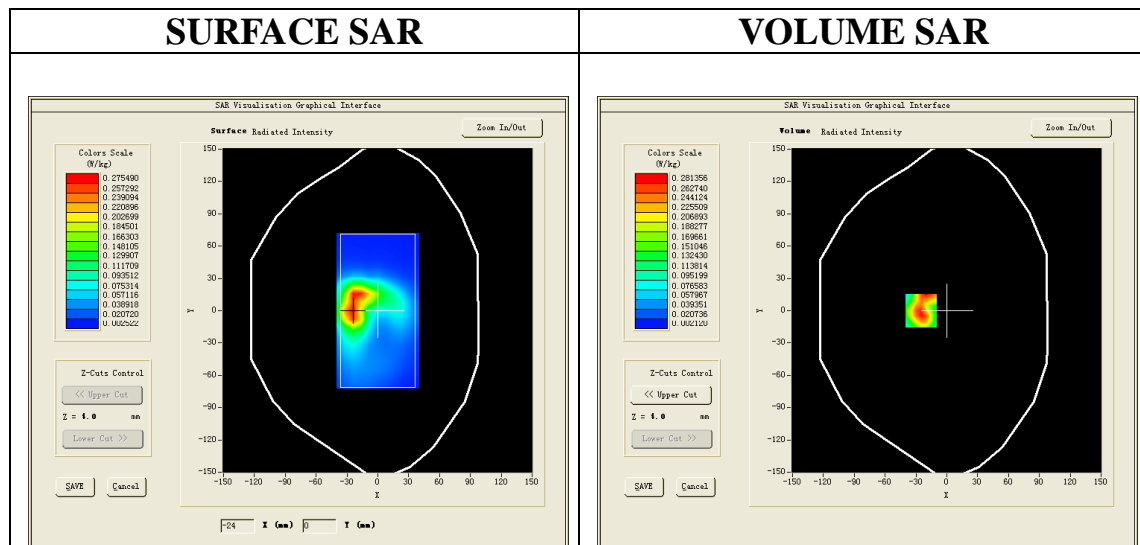 SURFACE SAR
VOLUME SAR
SAR Visualisation Graphical Interface
Surface Radiated Intensity
Zoom In/Out
Colors Scale
(W/kg)
0.275490
0.257292
0.239094
0.220896
0.202699
0.184501
0.166303
0.148105
0.129907
0.111709
0.093512
0.075314
0.057116
0.038918
0.020720
0.002522
150
120
90
60
30
0
-30
-60
-90
-120
-150
Y
-150 -120 -90 -60 -30 0 30 60 90 120 150
X
Z-Cuts Control
<< Upper Cut
Z = 4.0 mm
Lower Cut >>
SAVE Cancel
-24 X (mm) 0 Y (mm)
SAR Visualisation Graphical Interface
Volume Radiated Intensity
Zoom In/Out
Colors Scale
(W/kg)
0.281356
0.262740
0.244124
0.225509
0.206893
0.188277
0.169661
0.151046
0.132430
0.113814
0.095199
0.076583
0.057967
0.039351
0.020736
0.002120
150
120
90
60
30
0
-30
-60
-90
-120
-150
Y
-150 -120 -90 -60 -30 0 30 60 90 120 150
X
Z-Cuts Control
<< Upper Cut
Z = 4.0 mm
Lower Cut >>
SAVE Cancel